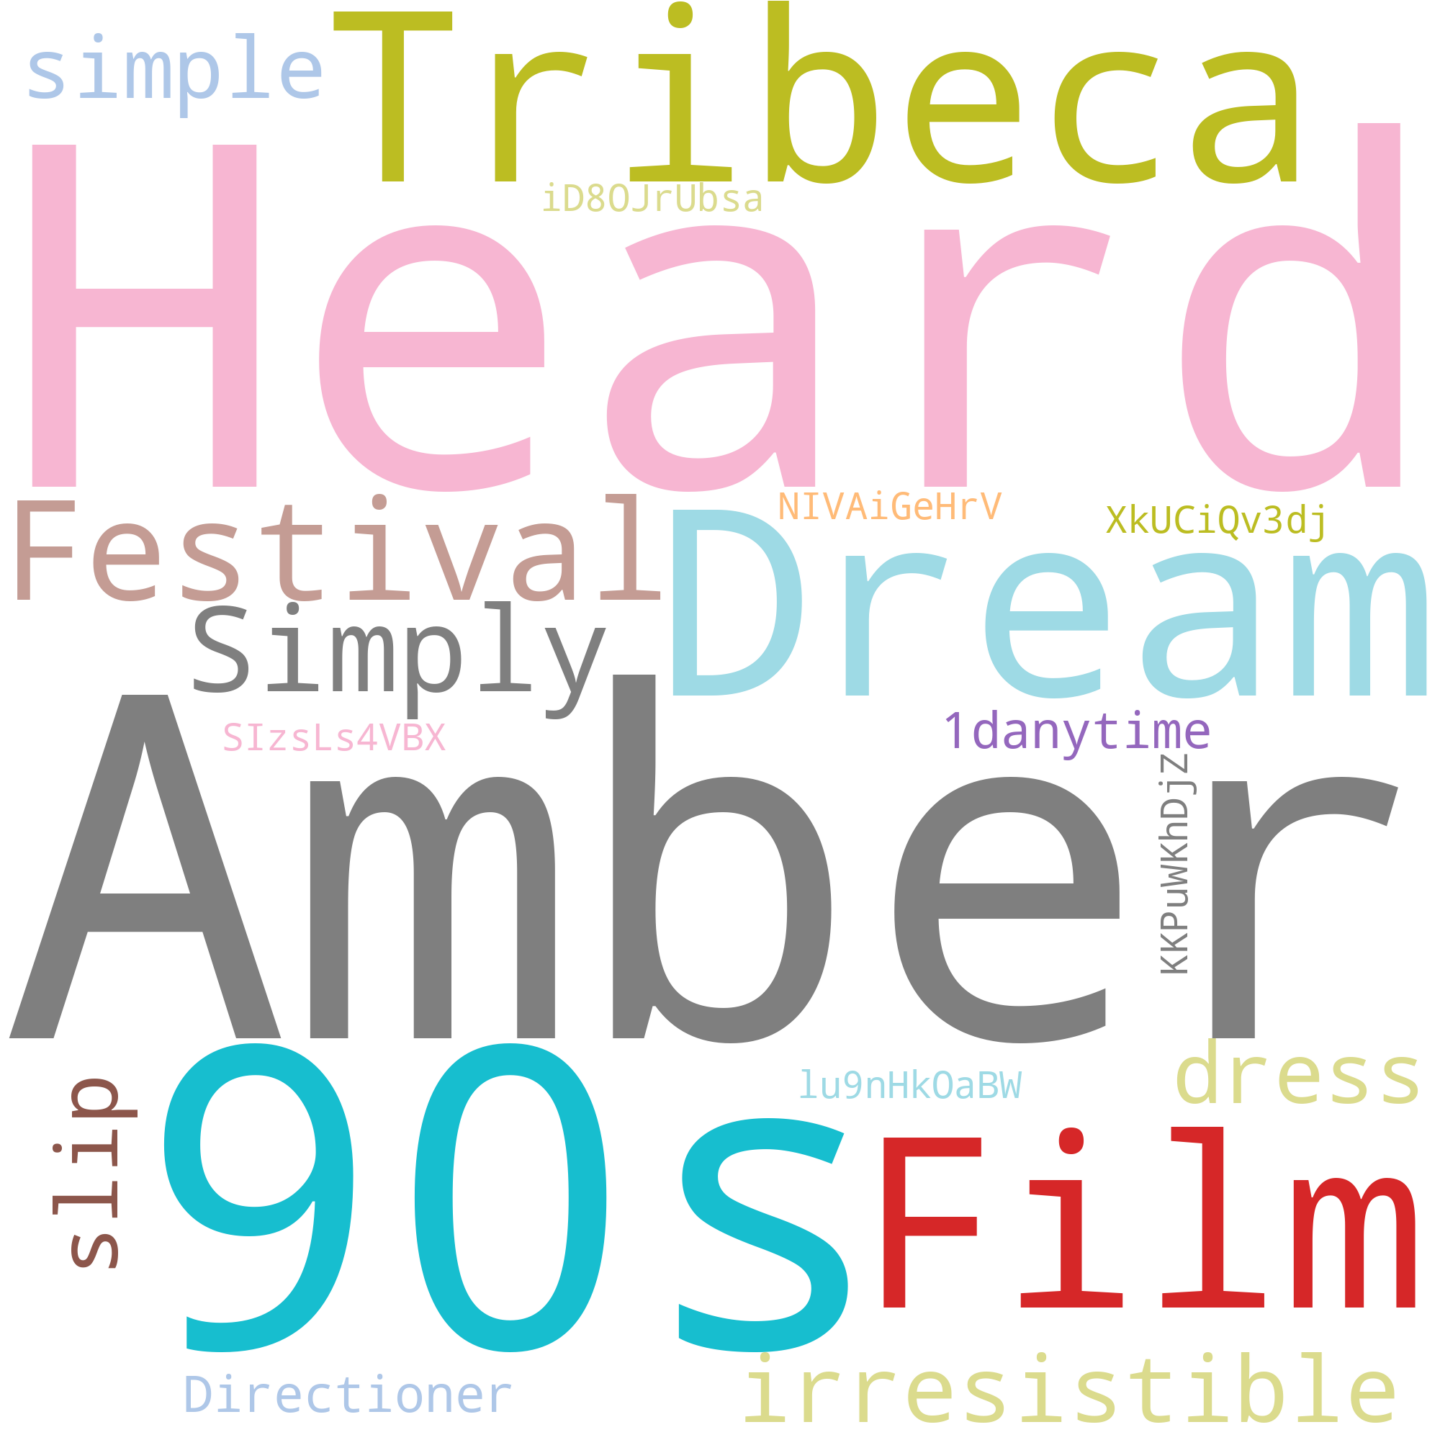 simple
Tribeca
iD8OJrUbsa
Heard
Festival
NIVAiGeHrV
XkUCiQv3dj
Dream
Simply
SIzsLs4VBX
1danytime
KKPuWKhDjZ
Amber
slip
90s
lu9nHkOaBW
dress
Film
Directioner
irresistible